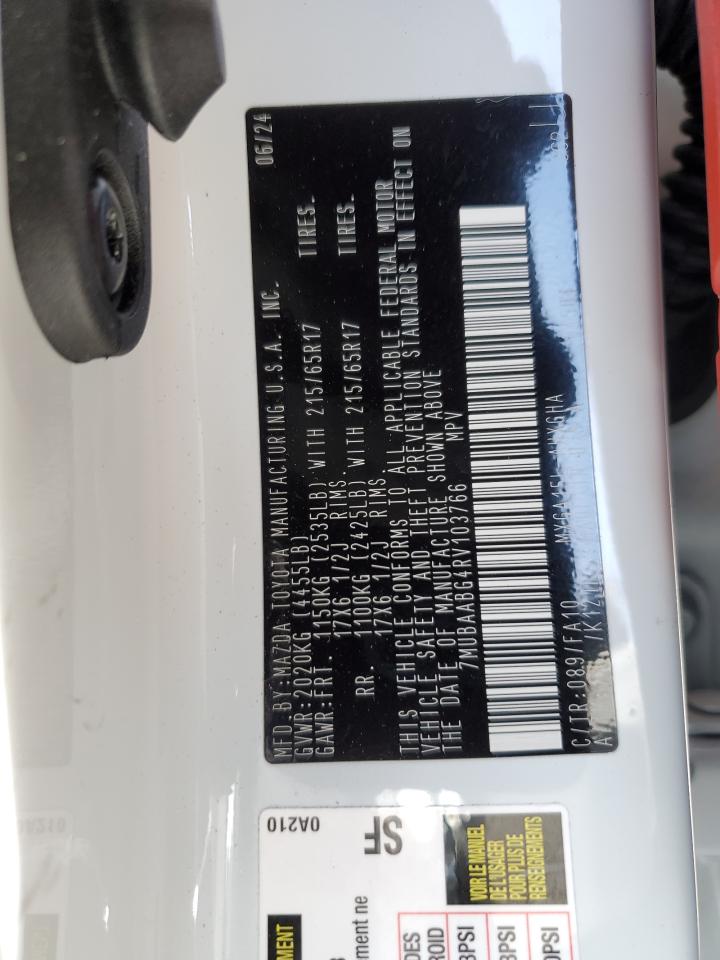 MFD.BY:MAZDA TOYOTA MANUFACTURING U.S.A. INC. 06/24
GVWR:2020KG (4455LB)
GAWR:FRT. 1150KG (2535LB) WITH 215/65R17 TIRES.
17X6 1/2J RIMS.
RR. 1100KG (2425LB) WITH 215/65R17 TIRES.
17X6 1/2J RIMS.
THIS VEHICLE CONFORMS TO ALL APPLICABLE FEDERAL MOTOR
VEHICLE SAFETY AND THEFT PREVENTION STANDARDS IN EFFECT ON
THE DATE OF MANUFACTURE SHOWN ABOVE.
7MUBAABG4RV103766 MPV
C/TR:089/FA10
0A210
SF
VOIR LE MANUEL
DE L'USAGER
POUR PLUS DE
RENSEIGNEMENTS
ne